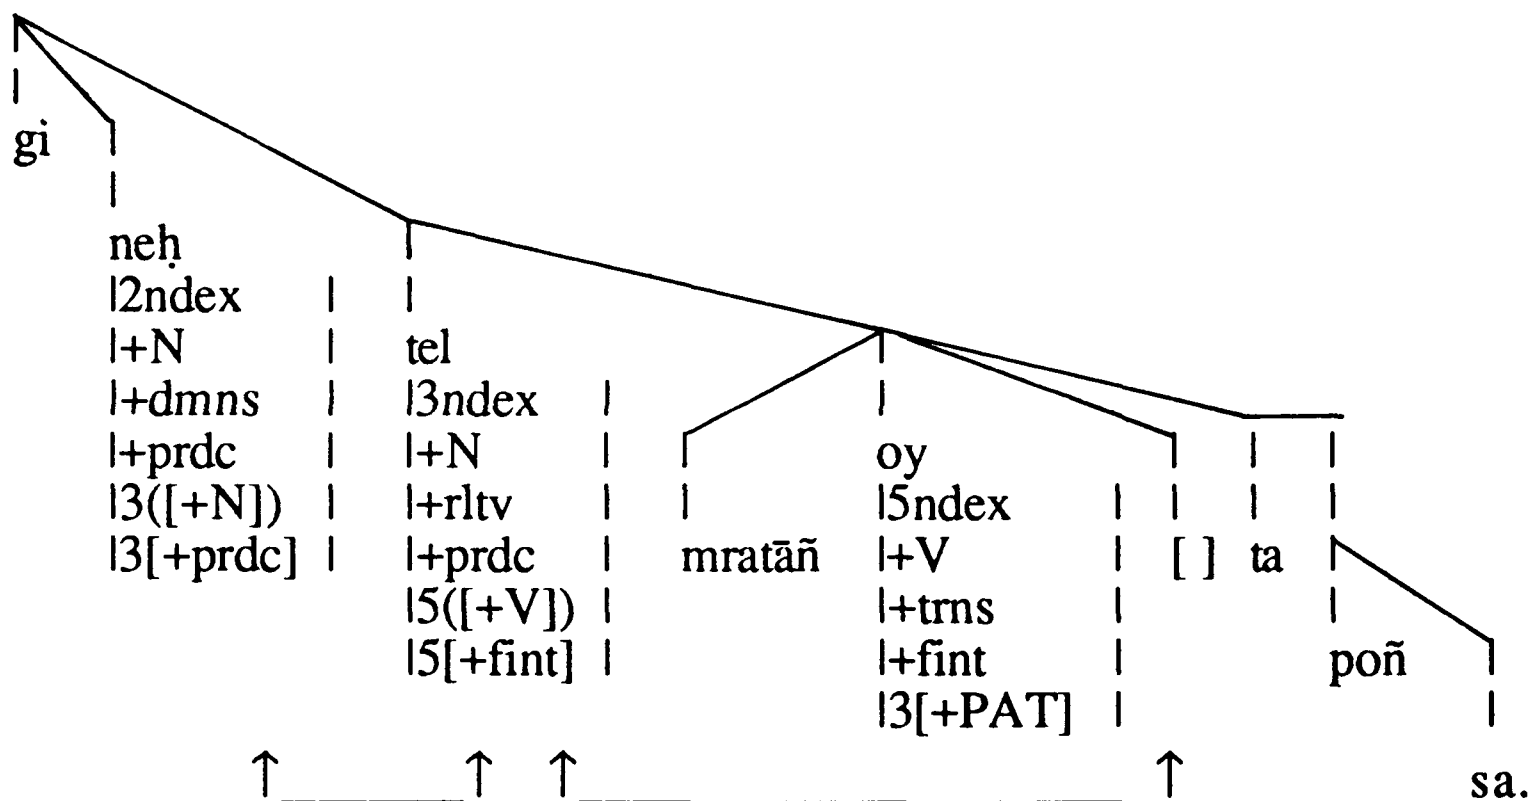 gi
neḥ
|2ndex |
|+N |
|+dmns |
|+prdc |
|3([+N]) |
|3[+prdc] |
tel
|3ndex |
|+N |
|+rltv |
|+prdc |
|5([+V]) |
|5[+fint] |
mratāñ
oy
|5ndex |
|+V |
|+trns |
|+fint |
|3[+PAT] |
[ ]
ta
poñ
sa.